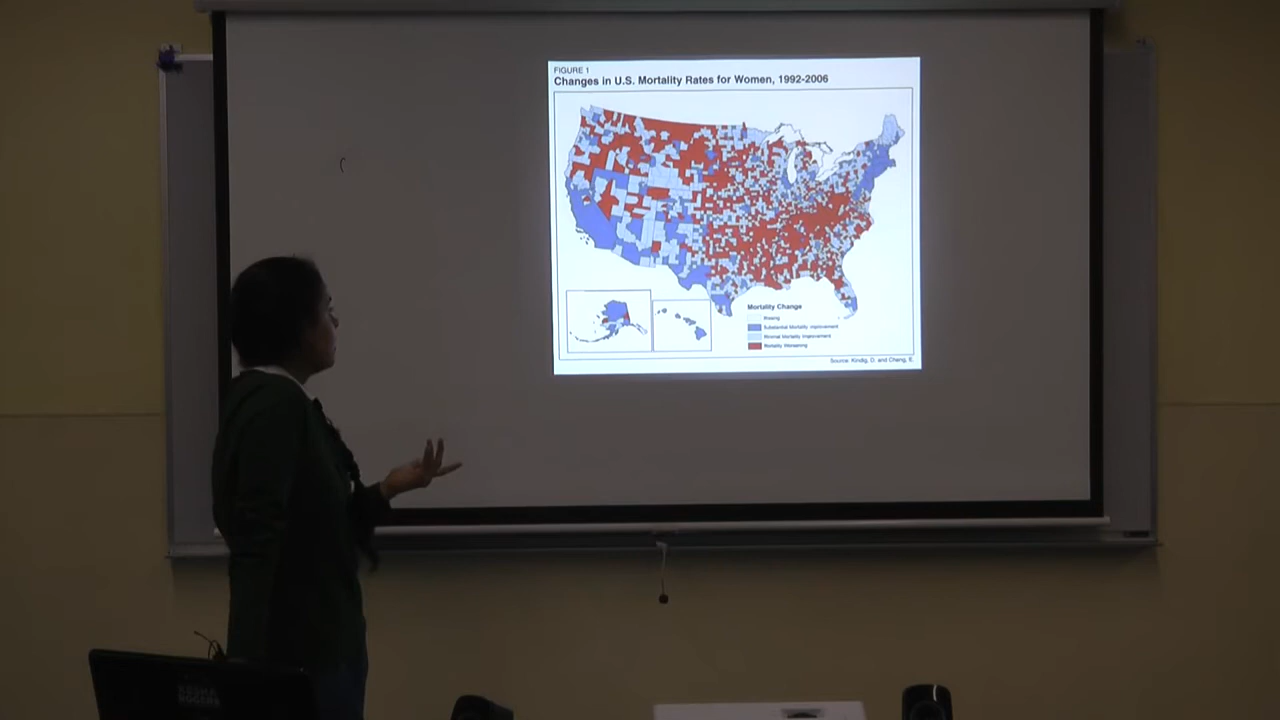 FIGURE 1
Changes in U.S. Mortality Rates for Women, 1992-2006
Mortality Change
Missing
Substantial Mortality Improvement
Minimal Mortality Improvement
Mortality Worsening
Source: Kindig, D. and Cheng, E.